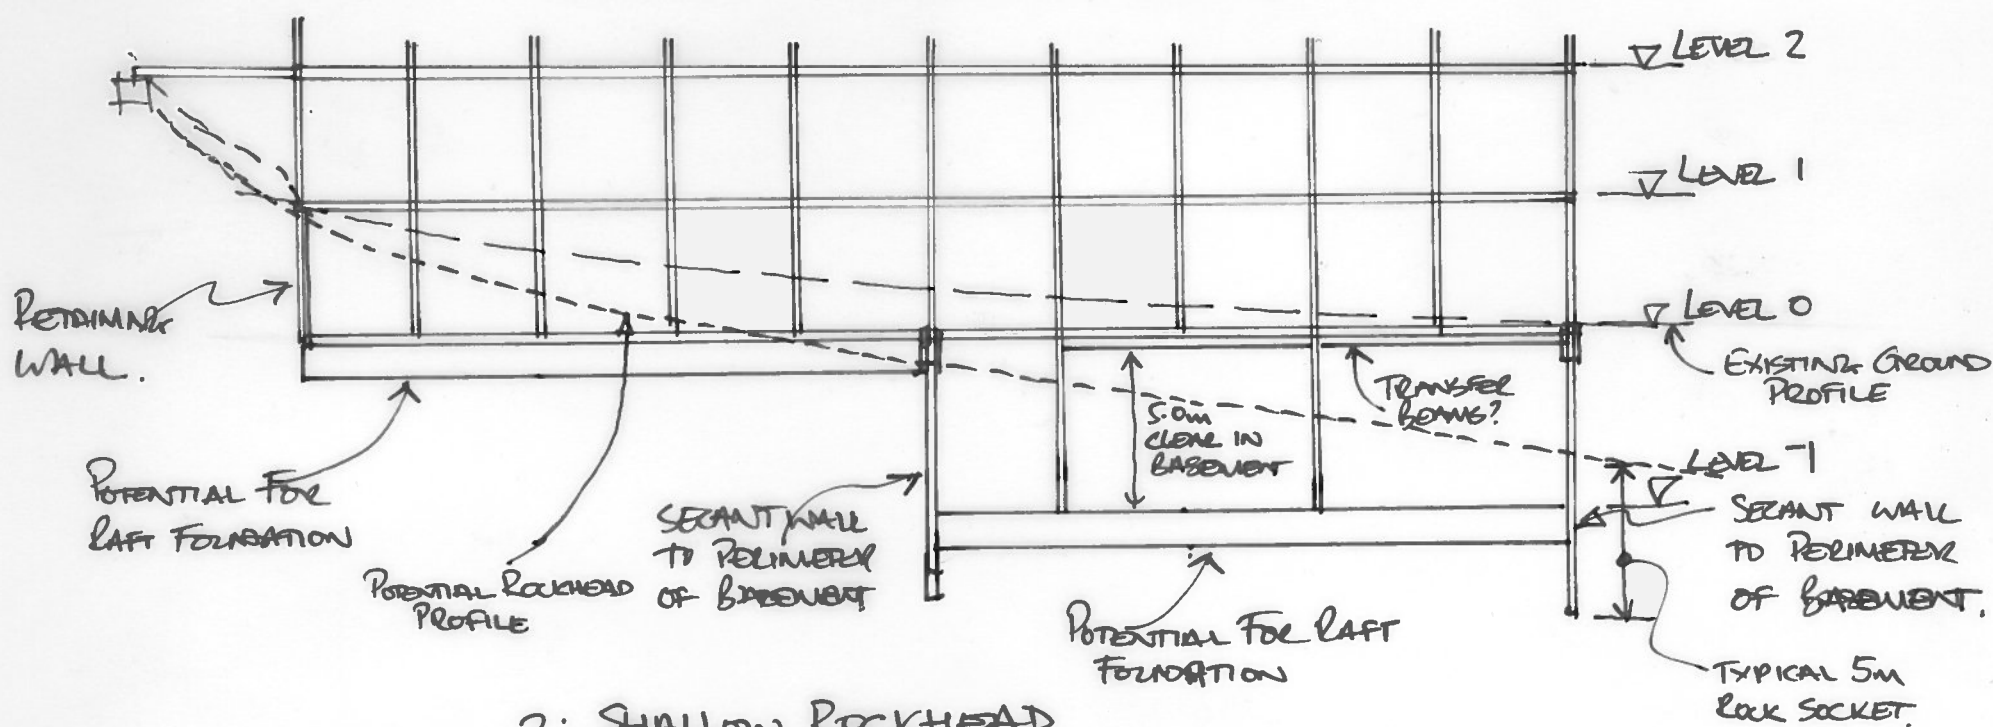 LEVEL 2
LEVEL 1
LEVEL 0
EXISTING GROUND
PROFILE
RETAINING
WALL.
TRANSFER
BEAMS?
5.0m
CLEAR IN
BASEMENT
LEVEL -1
POTENTIAL FOR
RAFT FOUNDATION
POTENTIAL ROCKHEAD
PROFILE
SECANT WALL
TO PERIMETER
OF BASEMENT
SECANT WALL
TO PERIMETER
OF BASEMENT.
POTENTIAL FOR RAFT
FOUNDATION
TYPICAL 5m
ROCK SOCKET.
2: SHALLOW ROCKHEAD